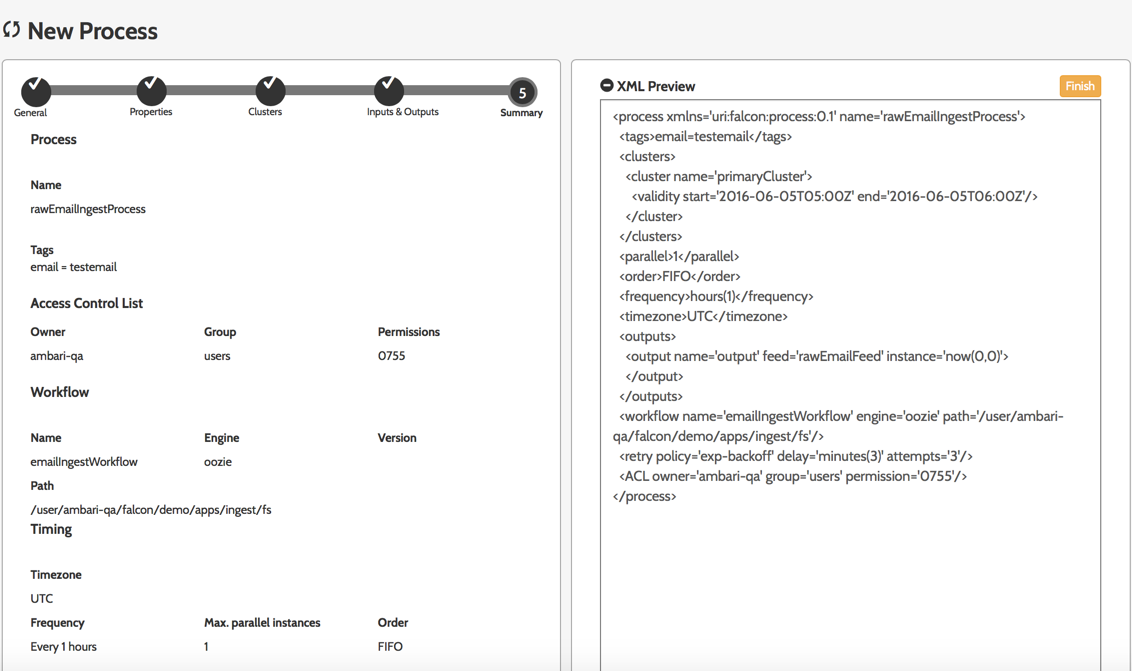 New Process
5
General
Properties
Clusters
Inputs & Outputs
Summary
Process
Name
rawEmailIngestProcess
Tags
email = testemail
Access Control List
Owner Group Permissions
ambari-qa users 0755
Workflow
Name Engine Version
emailIngestWorkflow oozie
Path
/user/ambari-qa/falcon/demo/apps/ingest/fs
Timing
Timezone
UTC
Frequency Max. parallel instances Order
Every 1 hours 1 FIFO
XML Preview
Finish
<process xmlns='uri:falcon:process:0.1' name='rawEmailIngestProcess'>
<tags>email=testemail</tags>
<clusters>
<cluster name='primaryCluster'>
<validity start='2016-06-05T05:00Z' end='2016-06-05T06:00Z'/>
</cluster>
</clusters>
<parallel>1</parallel>
<order>FIFO</order>
<frequency>hours(1)</frequency>
<timezone>UTC</timezone>
<outputs>
<output name='output' feed='rawEmailFeed' instance='now(0,0)'>
</output>
</outputs>
<workflow name='emailIngestWorkflow' engine='oozie' path='/user/ambari-
qa/falcon/demo/apps/ingest/fs'/>
<retry policy='exp-backoff' delay='minutes(3)' attempts='3'/>
<ACL owner='ambari-qa' group='users' permission='0755'/>
</process>